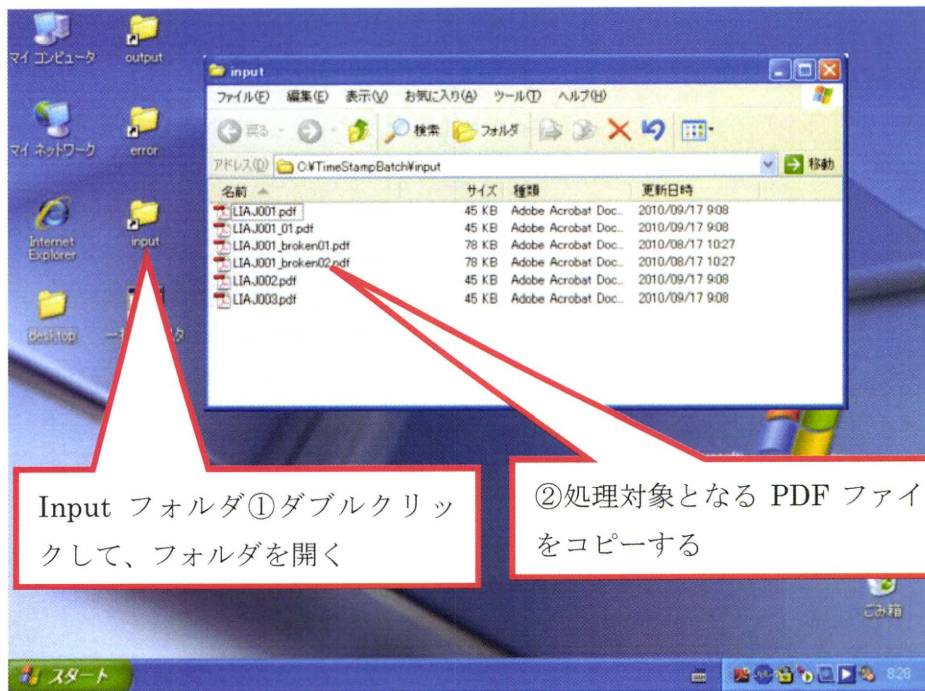 マイ コンピュータ
output
マイ ネットワーク
error
Internet
Explorer
input
desktop
input
ファイル(F) 編集(E) 表示(V) お気に入り(A) ツール(T) ヘルプ(H)
戻る 検索 フォルダ
アドレス(D) C:¥TimeStampBatch¥input 移動
名前 サイズ 種類 更新日時
LIAJ001.pdf 45 KB Adobe Acrobat Doc... 2010/09/17 9:08
LIAJ001_01.pdf 45 KB Adobe Acrobat Doc... 2010/09/17 9:08
LIAJ001_broken01.pdf 78 KB Adobe Acrobat Doc... 2010/08/17 10:27
LIAJ001_broken02.pdf 78 KB Adobe Acrobat Doc... 2010/08/17 10:27
LIAJ002.pdf 45 KB Adobe Acrobat Doc... 2010/09/17 9:08
LIAJ003.pdf 45 KB Adobe Acrobat Doc... 2010/09/17 9:08
Input フォルダ①ダブルクリッ
クして、フォルダを開く
②処理対象となる PDF ファイ
をコピーする
ごみ箱
スタート
8:28